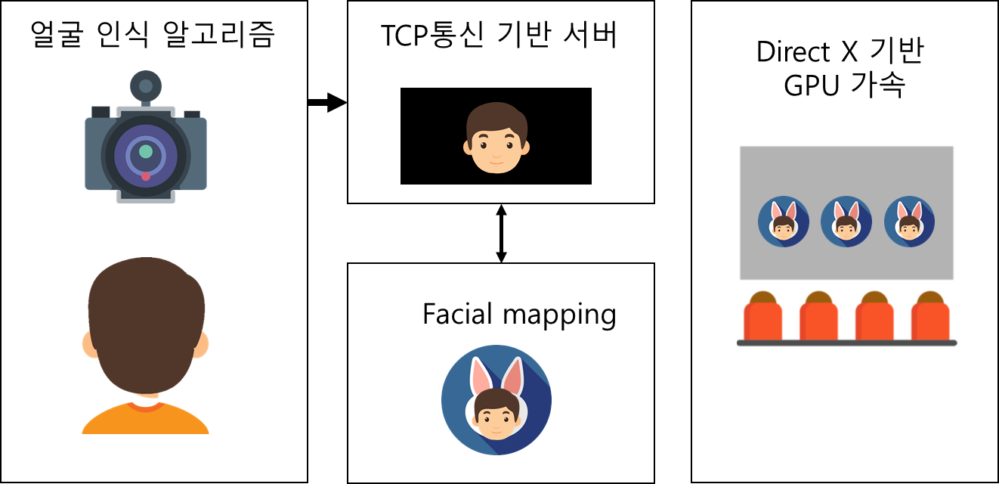 얼굴 인식 알고리즘
TCP통신 기반 서버
Facial mapping
Direct X 기반
GPU 가속